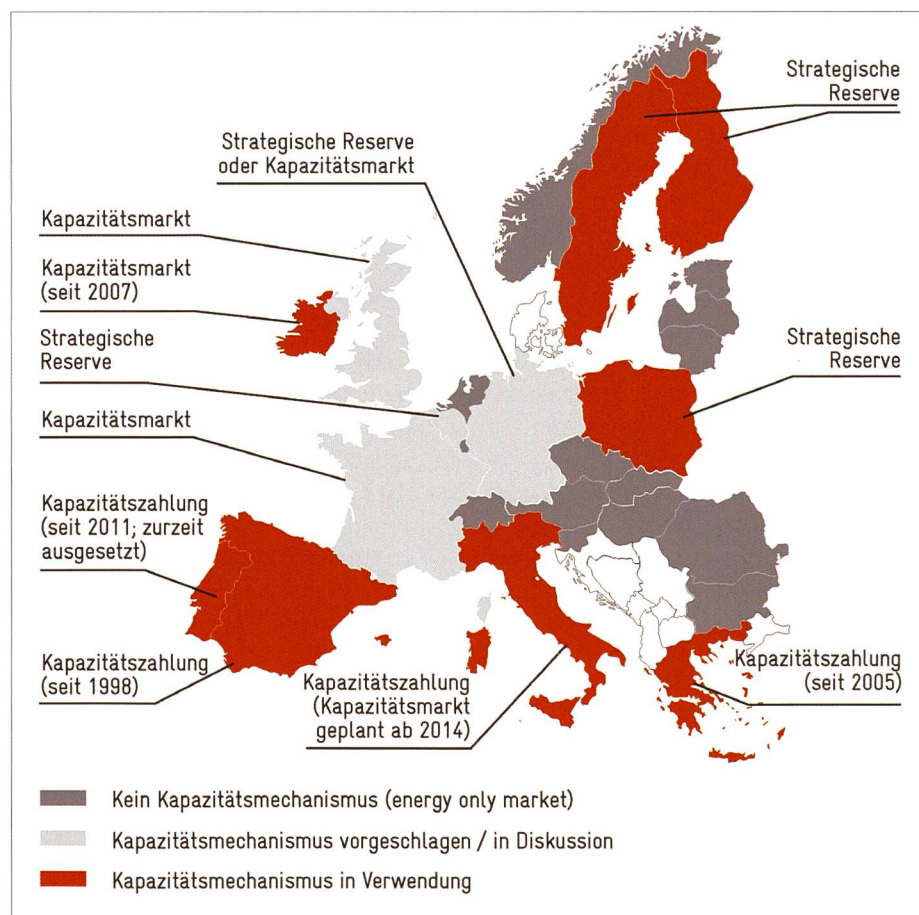 Strategische
Reserve
Strategische Reserve
oder Kapazitätsmarkt
Kapazitätsmarkt
Kapazitätsmarkt
(seit 2007)
Strategische
Reserve
Strategische
Reserve
Kapazitätsmarkt
Kapazitätszahlung
(seit 2011; zurzeit
ausgesetzt)
Kapazitätszahlung
(seit 1998)
Kapazitätszahlung
(Kapazitätsmarkt
geplant ab 2014)
Kapazitätszahlung
(seit 2005)
Kein Kapazitätsmechanismus (energy only market)
Kapazitätsmechanismus vorgeschlagen / in Diskussion
Kapazitätsmechanismus in Verwendung